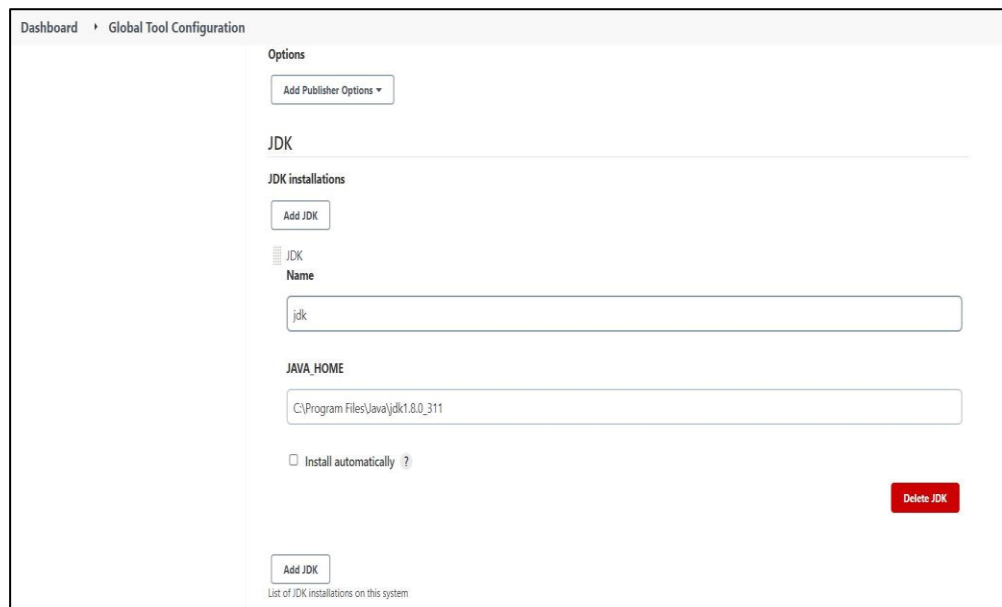 Dashboard ‣ Global Tool Configuration
Options
Add Publisher Options ▾
JDK
JDK installations
Add JDK
JDK
Name
jdk
JAVA_HOME
C:\Program Files\Java\jdk1.8.0_311
Install automatically ?
Delete JDK
Add JDK
List of JDK installations on this system